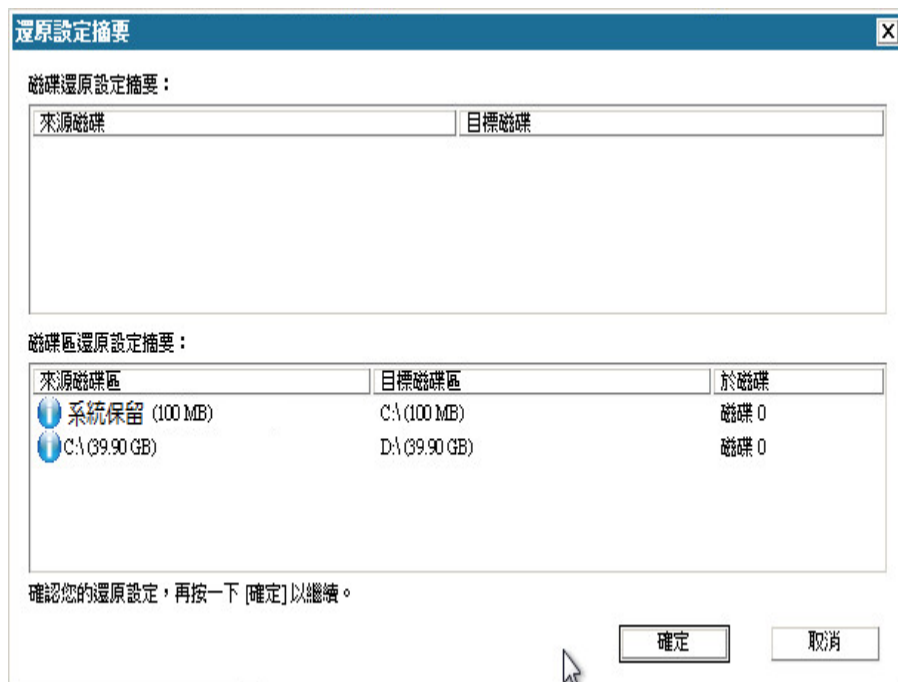 還原設定摘要
磁碟還原設定摘要：
來源磁碟 目標磁碟
磁碟區還原設定摘要：
來源磁碟區 目標磁碟區 於磁碟
系統保留 (100 MB) C:\ (100 MB) 磁碟 0
C:\ (39.90 GB) D:\ (39.90 GB) 磁碟 0
確認您的還原設定，再按一下 [確定] 以繼續。
確定 取消